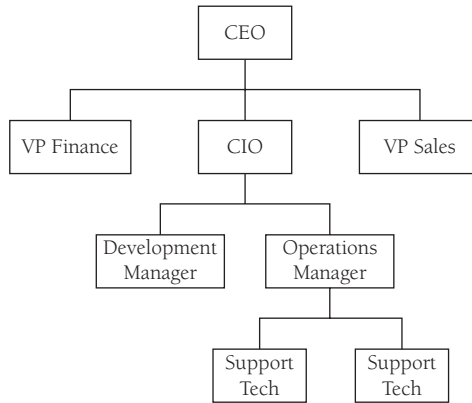 CEO
VP Finance
CIO
VP Sales
Development
Manager
Operations
Manager
Support
Tech
Support
Tech